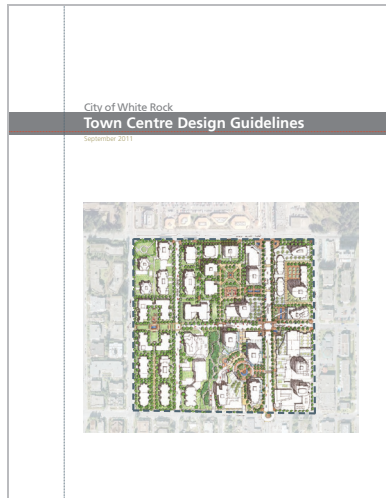 City of White Rock
Town Centre Design Guidelines
September 2011